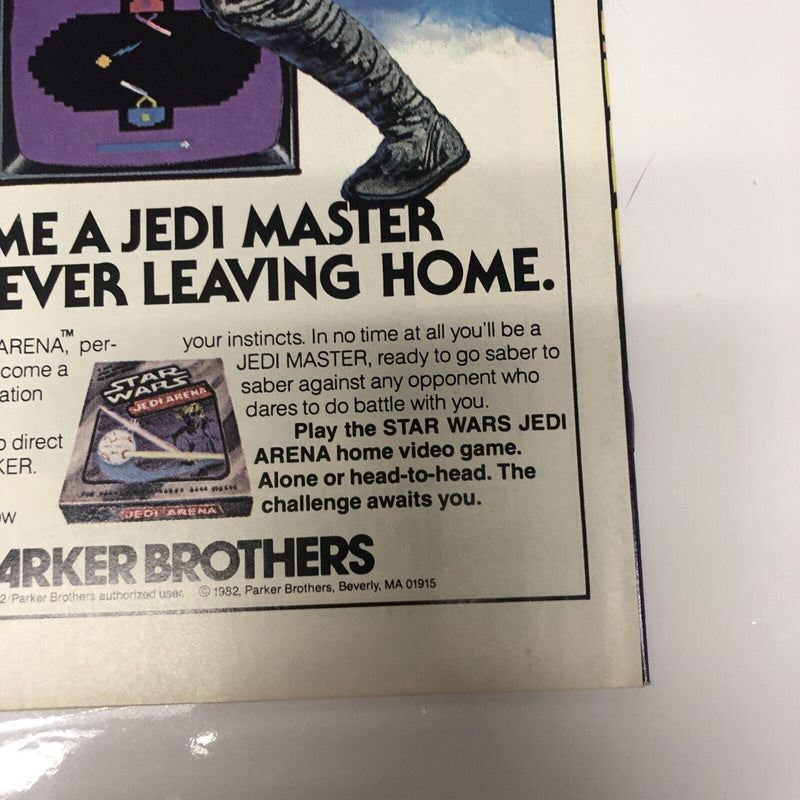 ME A JEDI MASTER
EVER LEAVING HOME.
ARENA,™ per-
come a
ation
o direct
KER.
ow
your instincts. In no time at all you'll be a
JEDI MASTER, ready to go saber to
saber against any opponent who
dares to do battle with you.
Play the STAR WARS JEDI
ARENA home video game.
Alone or head-to-head. The
challenge awaits you.
STAR
WARS
JEDI ARENA
JEDI ARENA
ARKER BROTHERS
2 Parker Brothers authorized user. © 1982, Parker Brothers, Beverly, MA 01915